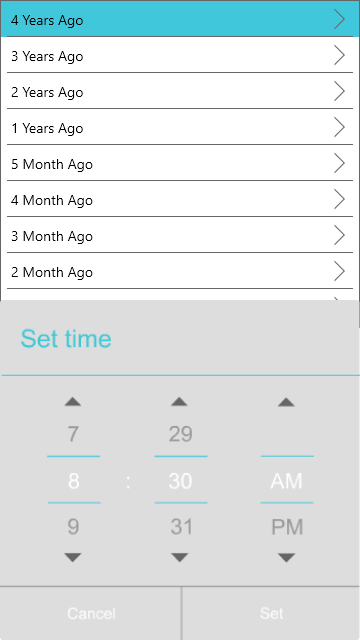 4 Years Ago
3 Years Ago
2 Years Ago
1 Years Ago
5 Month Ago
4 Month Ago
3 Month Ago
2 Month Ago
Set time
7 29
8 : 30 AM
9 31 PM
Cancel Set